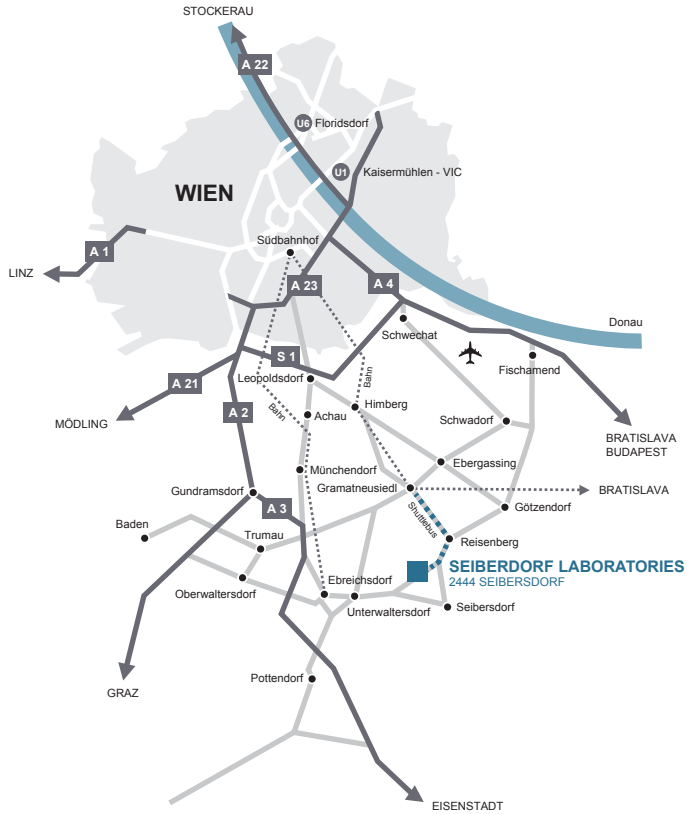 STOCKERAU
A 22
U6 Floridsdorf
U1
Kaisermühlen - VIC
WIEN
Südbahnhof
A 1
LINZ
A 23
A 4
Donau
Schwechat
S 1
Fischamend
Leopoldsdorf
Bahn
A 21
Himberg
Bahn
Achau
A 2
MÖDLING
Schwadorf
BRATISLAVA
BUDAPEST
Ebergassing
Münchendorf
Gramatneusiedl
BRATISLAVA
Gundramsdorf
A 3
Shuttlebus
Götzendorf
Baden
Trumau
Reisenberg
SEIBERDORF LABORATORIES
2444 SEIBERSDORF
Ebreichsdorf
Oberwaltersdorf
Unterwaltersdorf
Seibersdorf
Pottendorf
GRAZ
EISENSTADT